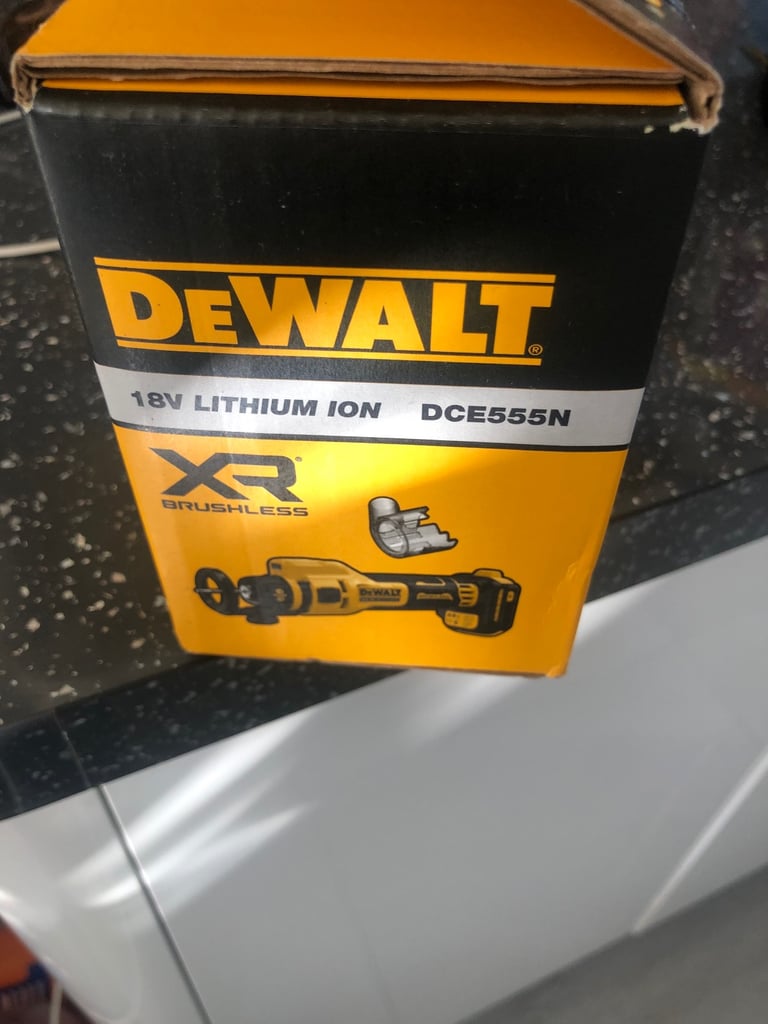 DEWALT®
18V LITHIUM ION DCE555N
XR®
BRUSHLESS
DEWALT